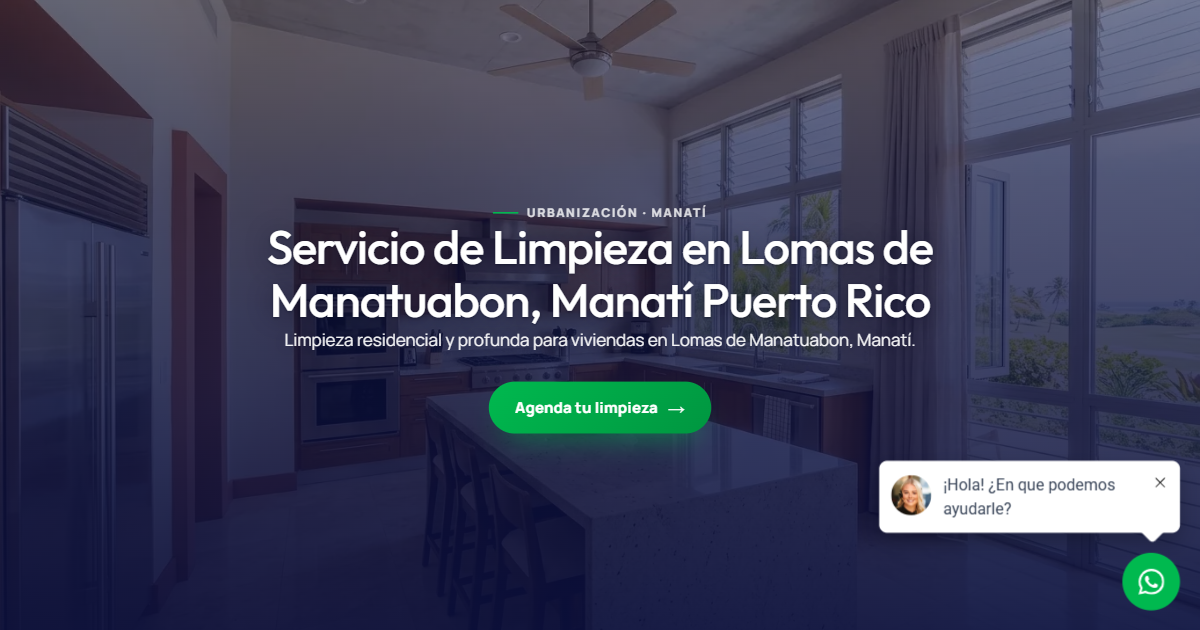 URBANIZACIÓN · MANATÍ
Servicio de Limpieza en Lomas de
Manatuabon, Manatí Puerto Rico
Limpieza residencial y profunda para viviendas en Lomas de Manatuabon, Manatí.
Agenda tu limpieza →
¡Hola! ¿En que podemos
ayudarle?